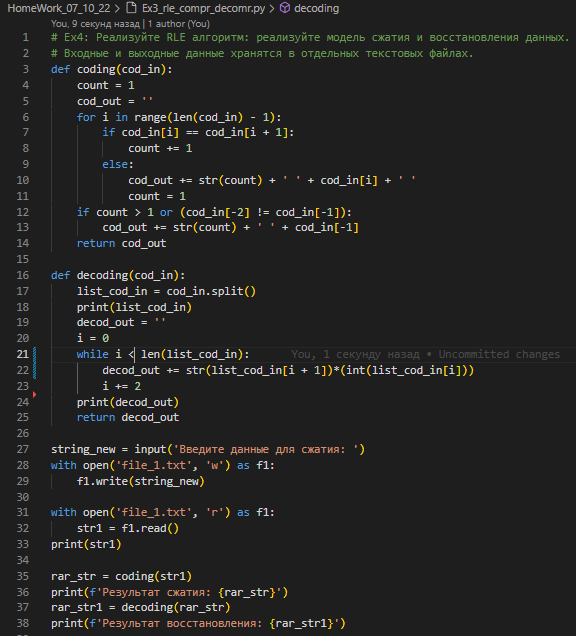 HomeWork_07_10_22 > Ex3_rle_compr_decomr.py > decoding
You, 9 секунд назад | 1 author (You)
1 # Ex4: Реализуйте RLE алгоритм: реализуйте модель сжатия и восстановления данных.
2 # Входные и выходные данные хранятся в отдельных текстовых файлах.
3 def coding(cod_in):
4     count = 1
5     cod_out = ''
6     for i in range(len(cod_in) - 1):
7         if cod_in[i] == cod_in[i + 1]:
8             count += 1
9         else:
10             cod_out += str(count) + ' ' + cod_in[i] + ' '
11             count = 1
12     if count > 1 or (cod_in[-2] != cod_in[-1]):
13         cod_out += str(count) + ' ' + cod_in[-1]
14     return cod_out
15
16 def decoding(cod_in):
17     list_cod_in = cod_in.split()
18     print(list_cod_in)
19     decod_out = ''
20     i = 0
21     while i < len(list_cod_in): You, 1 секунду назад • Uncommitted changes
22         decod_out += str(list_cod_in[i + 1])*(int(list_cod_in[i]))
23         i += 2
24     print(decod_out)
25     return decod_out
26
27 string_new = input('Введите данные для сжатия: ')
28 with open('file_1.txt', 'w') as f1:
29     f1.write(string_new)
30
31 with open('file_1.txt', 'r') as f1:
32     str1 = f1.read()
33 print(str1)
34
35 rar_str = coding(str1)
36 print(f'Результат сжатия: {rar_str}')
37 rar_str1 = decoding(rar_str)
38 print(f'Результат восстановления: {rar_str1}')